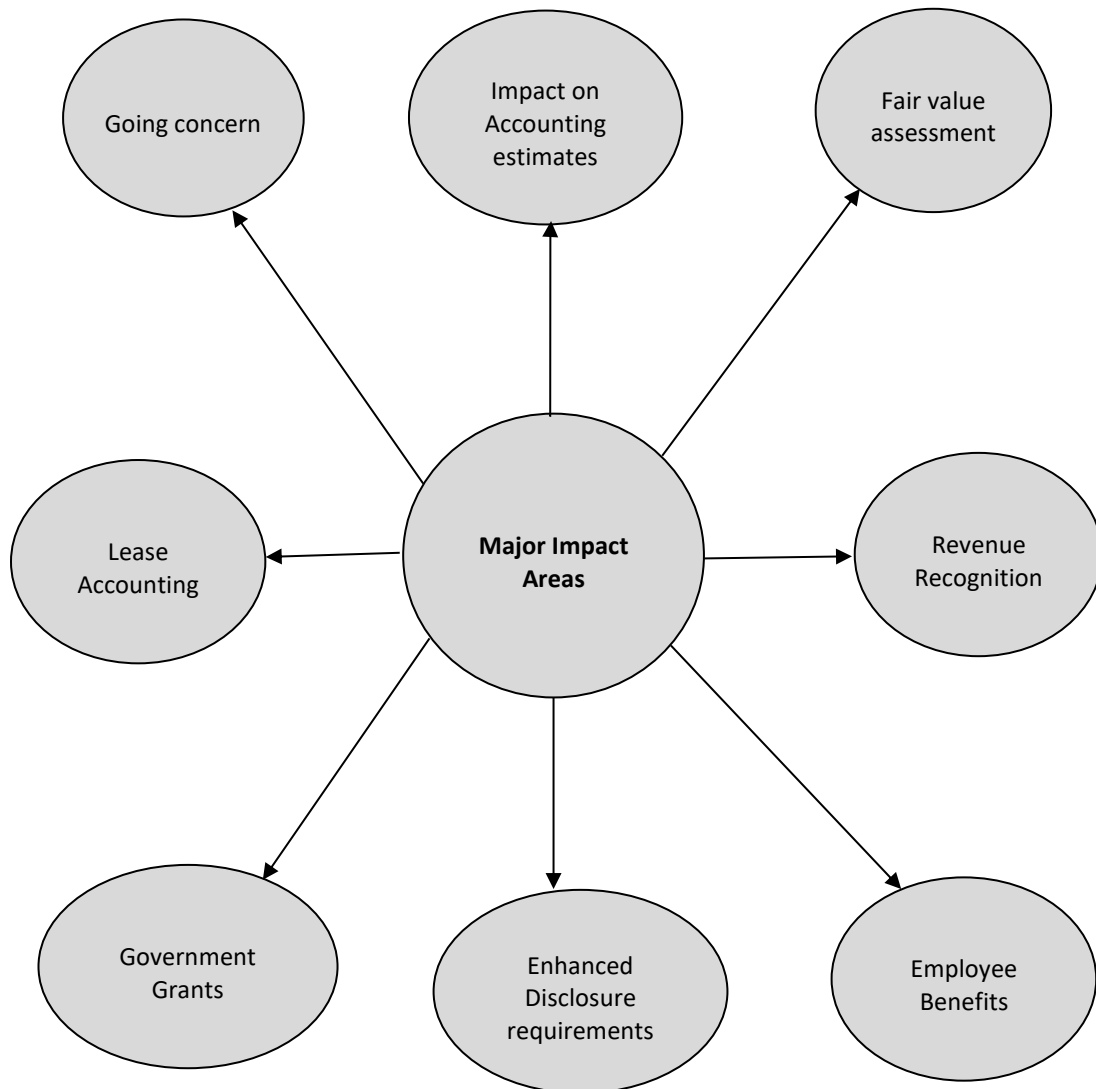 Going concern
Impact on
Accounting
estimates
Fair value
assessment
Lease
Accounting
Major Impact
Areas
Revenue
Recognition
Government
Grants
Enhanced
Disclosure
requirements
Employee
Benefits